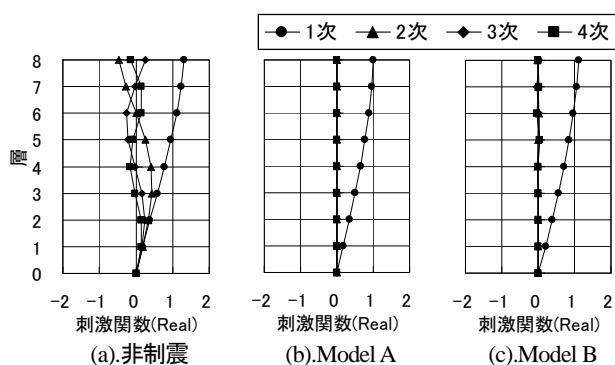 1次 2次 3次 4次
8
7
6
5
4
3
2
1
0
層
-2 -1 0 1 2
-2 -1 0 1 2
-2 -1 0 1 2
刺激関数(Real)
刺激関数(Real)
刺激関数(Real)
(a).非制震
(b).Model A
(c).Model B